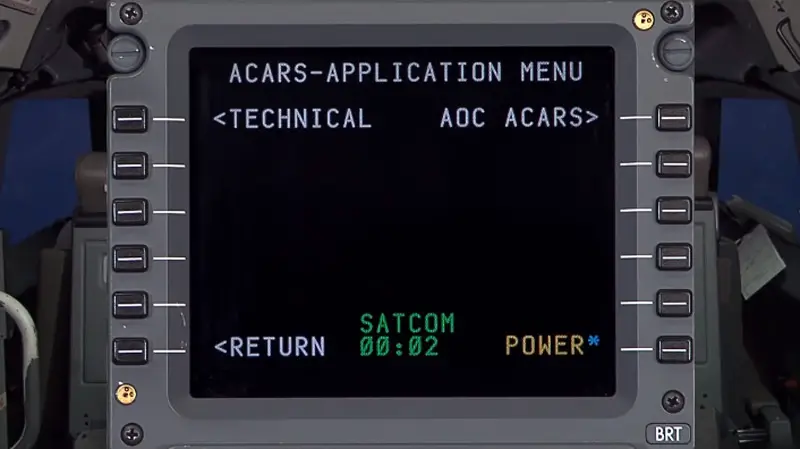 ACARS-APPLICATION MENU
<TECHNICAL AOC ACARS>
SATCOM
<RETURN 00:02 POWER*
BRT